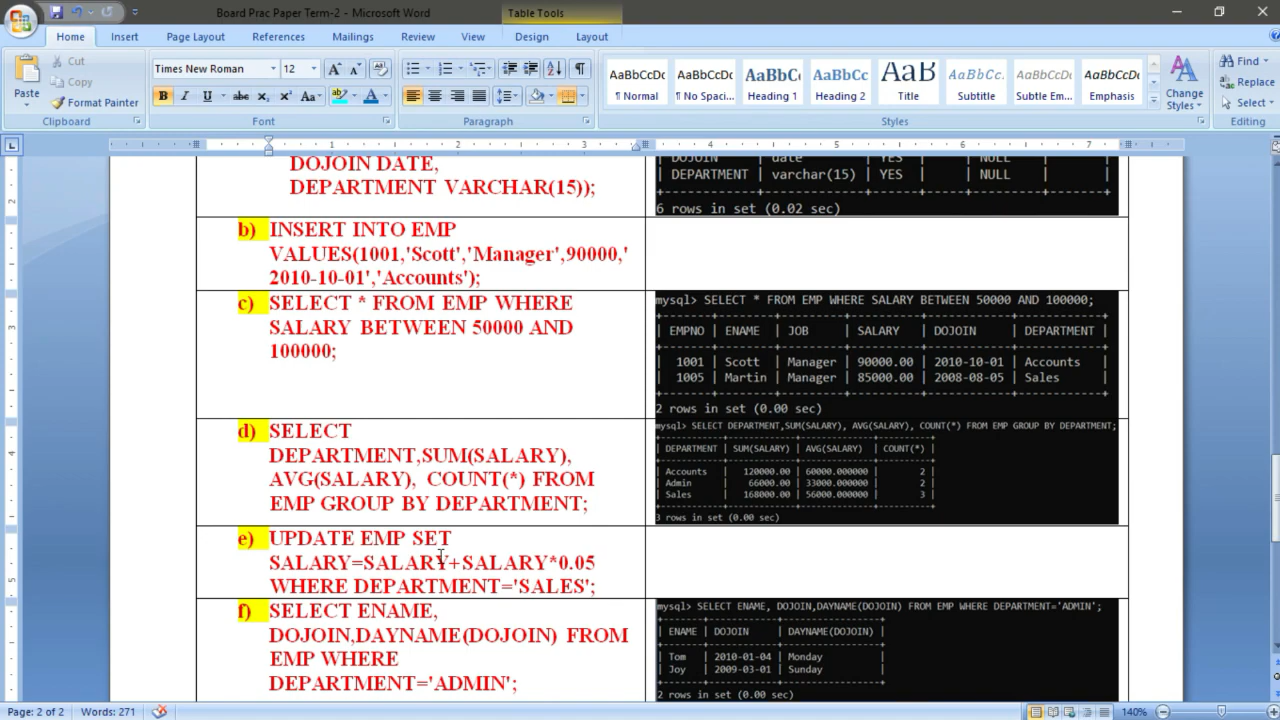 Board Prac Paper Term-2 - Microsoft Word
Table Tools
Home Insert Page Layout References Mailings Review View Design Layout
Paste
Cut
Copy
Format Painter
Clipboard
Times New Roman 12
Font
Paragraph
AaBbCcDc AaBbCcDc AaBbCc AaBbCc AaB AaBbCcI AaBbCcDc AaBbCcDc
¶ Normal ¶ No Spaci... Heading 1 Heading 2 Title Subtitle Subtle Em... Emphasis
Change
Styles
Styles
Find
Replace
Select
Editing
DOJOIN DATE,
DEPARTMENT VARCHAR(15));
| DOJOIN | date | YES | | NULL | |
| DEPARTMENT | varchar(15) | YES | | NULL | |
6 rows in set (0.02 sec)
b) INSERT INTO EMP
VALUES(1001,'Scott','Manager',90000,'
2010-10-01','Accounts');
c) SELECT * FROM EMP WHERE
SALARY BETWEEN 50000 AND
100000;
mysql> SELECT * FROM EMP WHERE SALARY BETWEEN 50000 AND 100000;
| EMPNO | ENAME | JOB | SALARY | DOJOIN | DEPARTMENT |
| 1001 | Scott | Manager | 90000.00 | 2010-10-01 | Accounts |
| 1005 | Martin | Manager | 85000.00 | 2008-08-05 | Sales |
2 rows in set (0.00 sec)
d) SELECT
DEPARTMENT,SUM(SALARY),
AVG(SALARY), COUNT(*) FROM
EMP GROUP BY DEPARTMENT;
mysql> SELECT DEPARTMENT,SUM(SALARY), AVG(SALARY), COUNT(*) FROM EMP GROUP BY DEPARTMENT;
| DEPARTMENT | SUM(SALARY) | AVG(SALARY) | COUNT(*) |
| Accounts | 120000.00 | 60000.000000 | 2 |
| Admin | 66000.00 | 33000.000000 | 2 |
| Sales | 168000.00 | 56000.000000 | 3 |
3 rows in set (0.00 sec)
e) UPDATE EMP SET
SALARY=SALARY+SALARY*0.05
WHERE DEPARTMENT='SALES';
f) SELECT ENAME,
DOJOIN,DAYNAME(DOJOIN) FROM
EMP WHERE
DEPARTMENT='ADMIN';
mysql> SELECT ENAME, DOJOIN,DAYNAME(DOJOIN) FROM EMP WHERE DEPARTMENT='ADMIN';
| ENAME | DOJOIN | DAYNAME(DOJOIN) |
| Tom | 2010-01-04 | Monday |
| Joy | 2009-03-01 | Sunday |
2 rows in set (0.00 sec)
Page: 2 of 2 Words: 271 140%